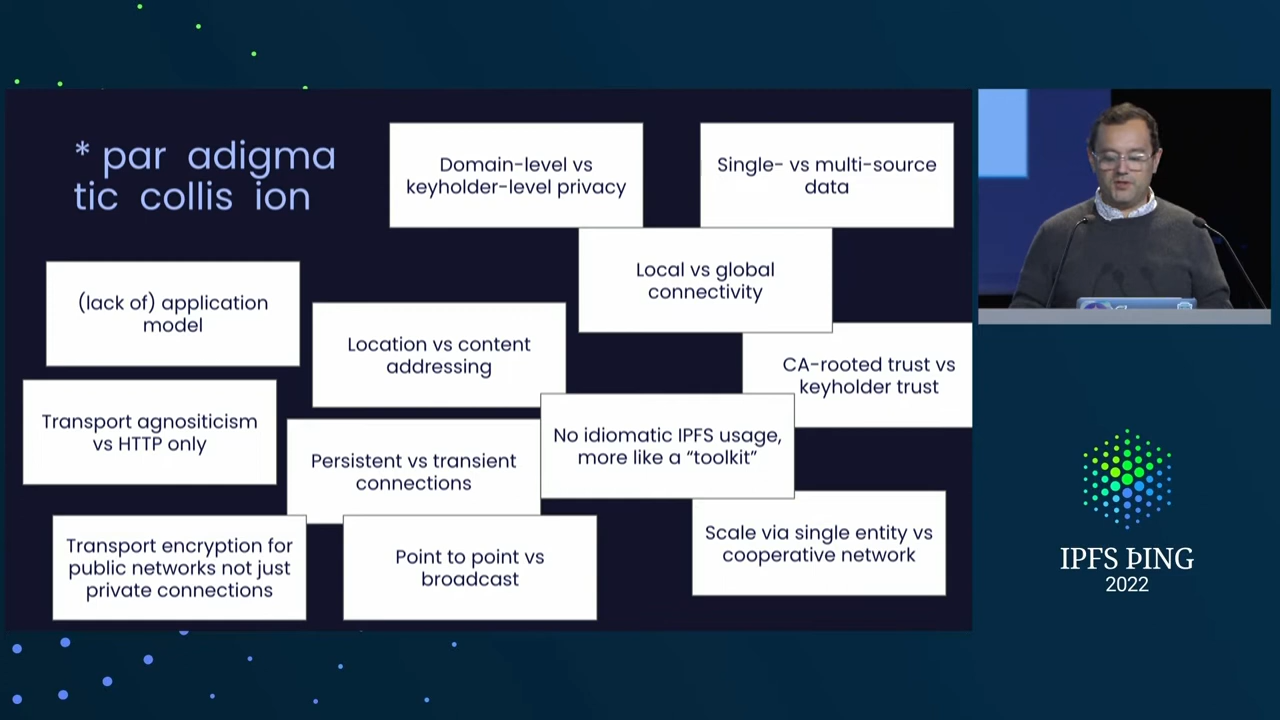 * par adigma
tic collis ion
Domain-level vs
keyholder-level privacy
Single- vs multi-source
data
Local vs global
connectivity
(lack of) application
model
Location vs content
addressing
CA-rooted trust vs
keyholder trust
Transport agnositicism
vs HTTP only
Persistent vs transient
connections
No idiomatic IPFS usage,
more like a “toolkit”
Transport encryption for
public networks not just
private connections
Point to point vs
broadcast
Scale via single entity vs
cooperative network
IPFS ÞING
2022